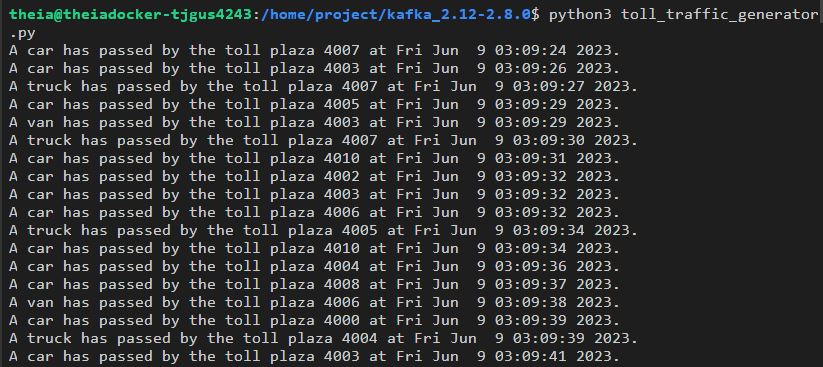 theia@theiadocker-tjgus4243:/home/project/kafka_2.12-2.8.0$ python3 toll_traffic_generator
.py
A car has passed by the toll plaza 4007 at Fri Jun  9 03:09:24 2023.
A car has passed by the toll plaza 4003 at Fri Jun  9 03:09:26 2023.
A truck has passed by the toll plaza 4007 at Fri Jun  9 03:09:27 2023.
A car has passed by the toll plaza 4005 at Fri Jun  9 03:09:29 2023.
A van has passed by the toll plaza 4003 at Fri Jun  9 03:09:29 2023.
A truck has passed by the toll plaza 4007 at Fri Jun  9 03:09:30 2023.
A car has passed by the toll plaza 4010 at Fri Jun  9 03:09:31 2023.
A car has passed by the toll plaza 4002 at Fri Jun  9 03:09:32 2023.
A car has passed by the toll plaza 4003 at Fri Jun  9 03:09:32 2023.
A car has passed by the toll plaza 4006 at Fri Jun  9 03:09:32 2023.
A truck has passed by the toll plaza 4005 at Fri Jun  9 03:09:34 2023.
A car has passed by the toll plaza 4010 at Fri Jun  9 03:09:34 2023.
A car has passed by the toll plaza 4004 at Fri Jun  9 03:09:36 2023.
A car has passed by the toll plaza 4008 at Fri Jun  9 03:09:37 2023.
A van has passed by the toll plaza 4006 at Fri Jun  9 03:09:38 2023.
A car has passed by the toll plaza 4000 at Fri Jun  9 03:09:39 2023.
A truck has passed by the toll plaza 4004 at Fri Jun  9 03:09:39 2023.
A car has passed by the toll plaza 4003 at Fri Jun  9 03:09:41 2023.